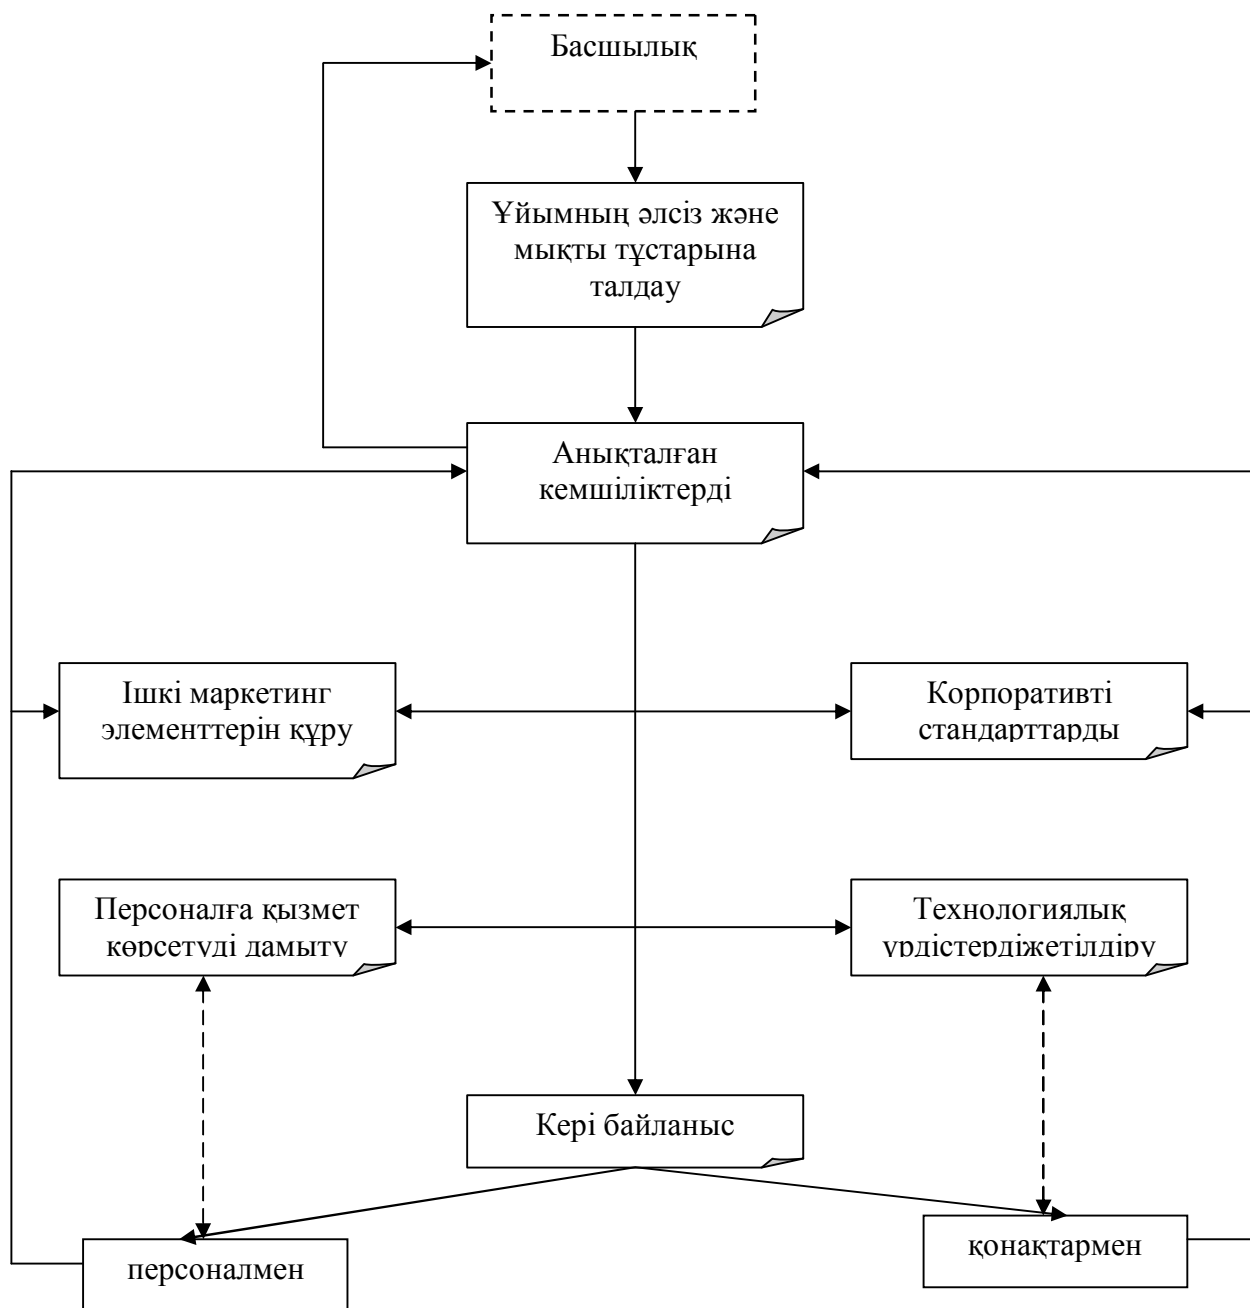 Басшылық
Ұйымның әлсіз және
мықты тұстарына
талдау
Анықталған
кемшіліктерді
Ішкі маркетинг
элементтерін құру
Корпоративті
стандарттарды
Персоналға қызмет
көрсетуді дамыту
Технологиялық
үрдістердіжетілдіру
Кері байланыс
персоналмен
қонақтармен